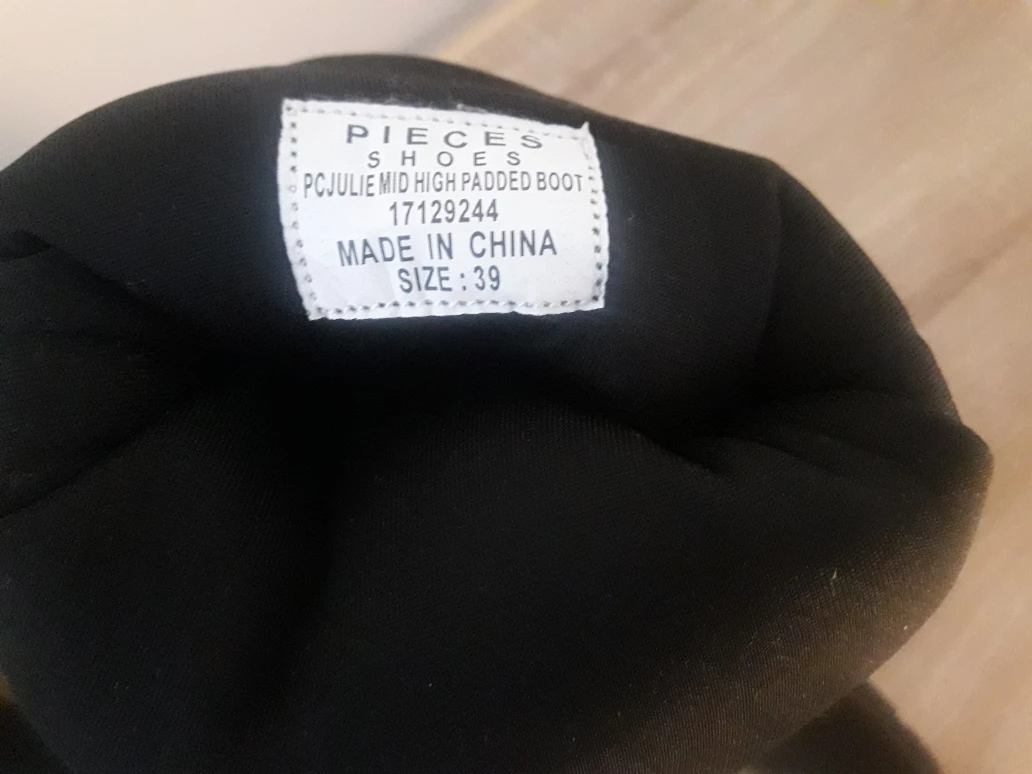 PIECES
SHOES
PCJULIE MID HIGH PADDED BOOT
17129244
MADE IN CHINA
SIZE : 39